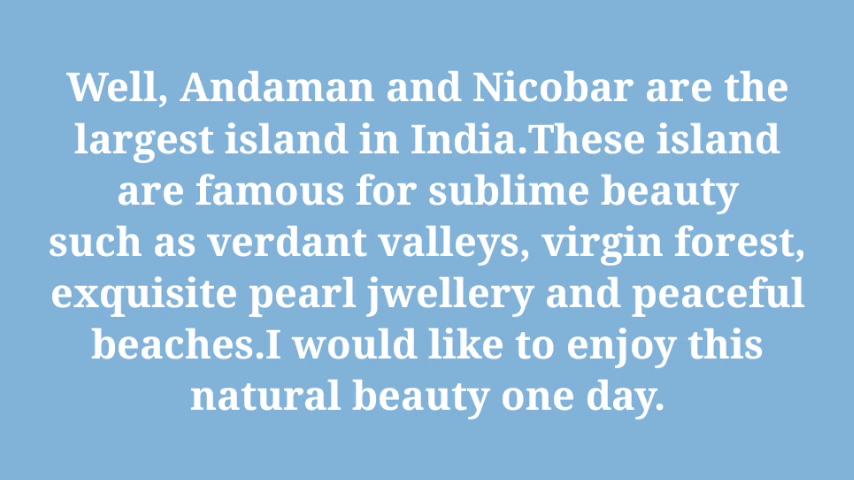 Well, Andaman and Nicobar are the
largest island in India.These island
are famous for sublime beauty
such as verdant valleys, virgin forest,
exquisite pearl jwellery and peaceful
beaches.I would like to enjoy this
natural beauty one day.